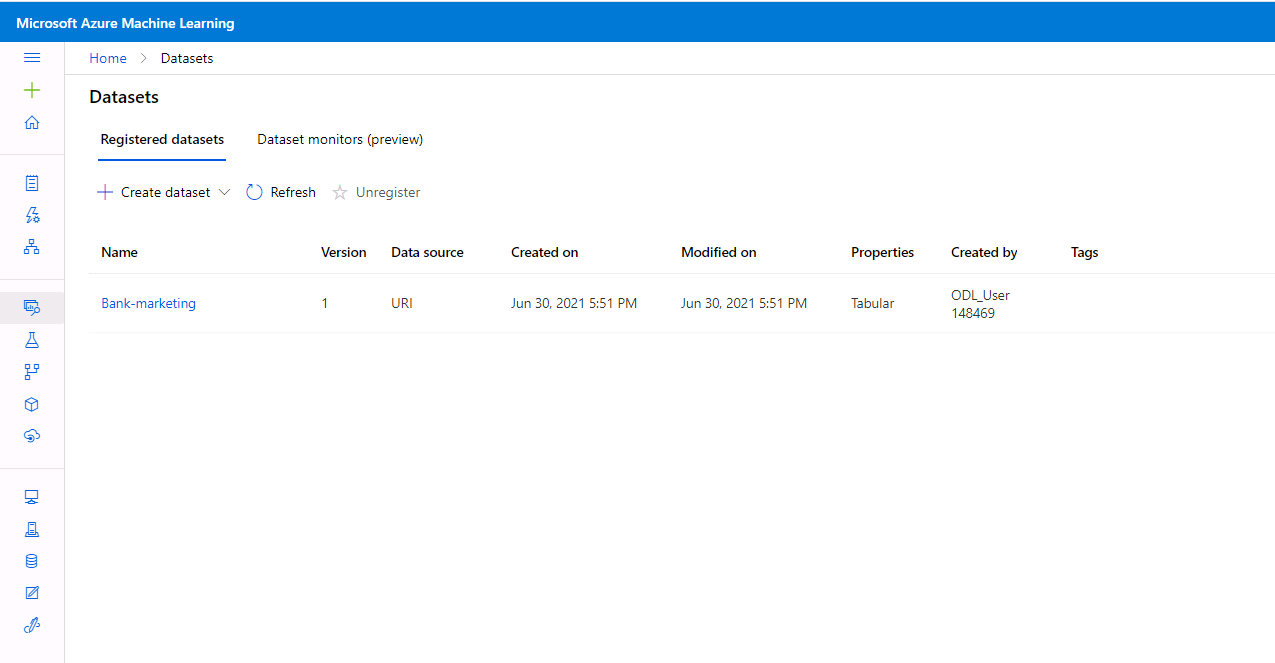 Microsoft Azure Machine Learning
Home > Datasets
Datasets
Registered datasets Dataset monitors (preview)
Create dataset Refresh Unregister
Name Version Data source Created on Modified on Properties Created by Tags
Bank-marketing 1 URI Jun 30, 2021 5:51 PM Jun 30, 2021 5:51 PM Tabular ODL_User
148469